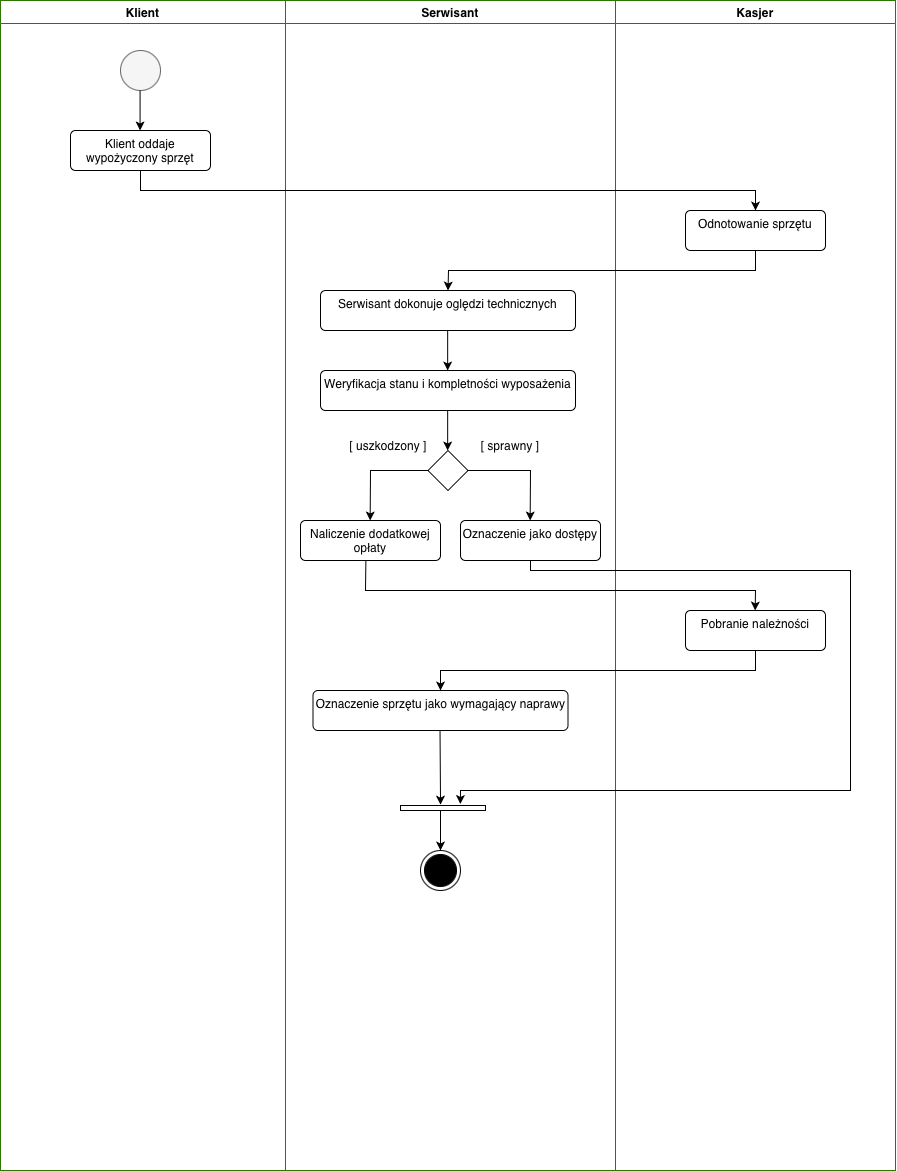 Klient
Serwisant
Kasjer
Klient oddaje
wypożyczony sprzęt
Odnotowanie sprzętu
Serwisant dokonuje oględzi technicznych
Weryfikacja stanu i kompletności wyposażenia
[ uszkodzony ]
[ sprawny ]
Naliczenie dodatkowej
opłaty
Oznaczenie jako dostępy
Pobranie należności
Oznaczenie sprzętu jako wymagający naprawy